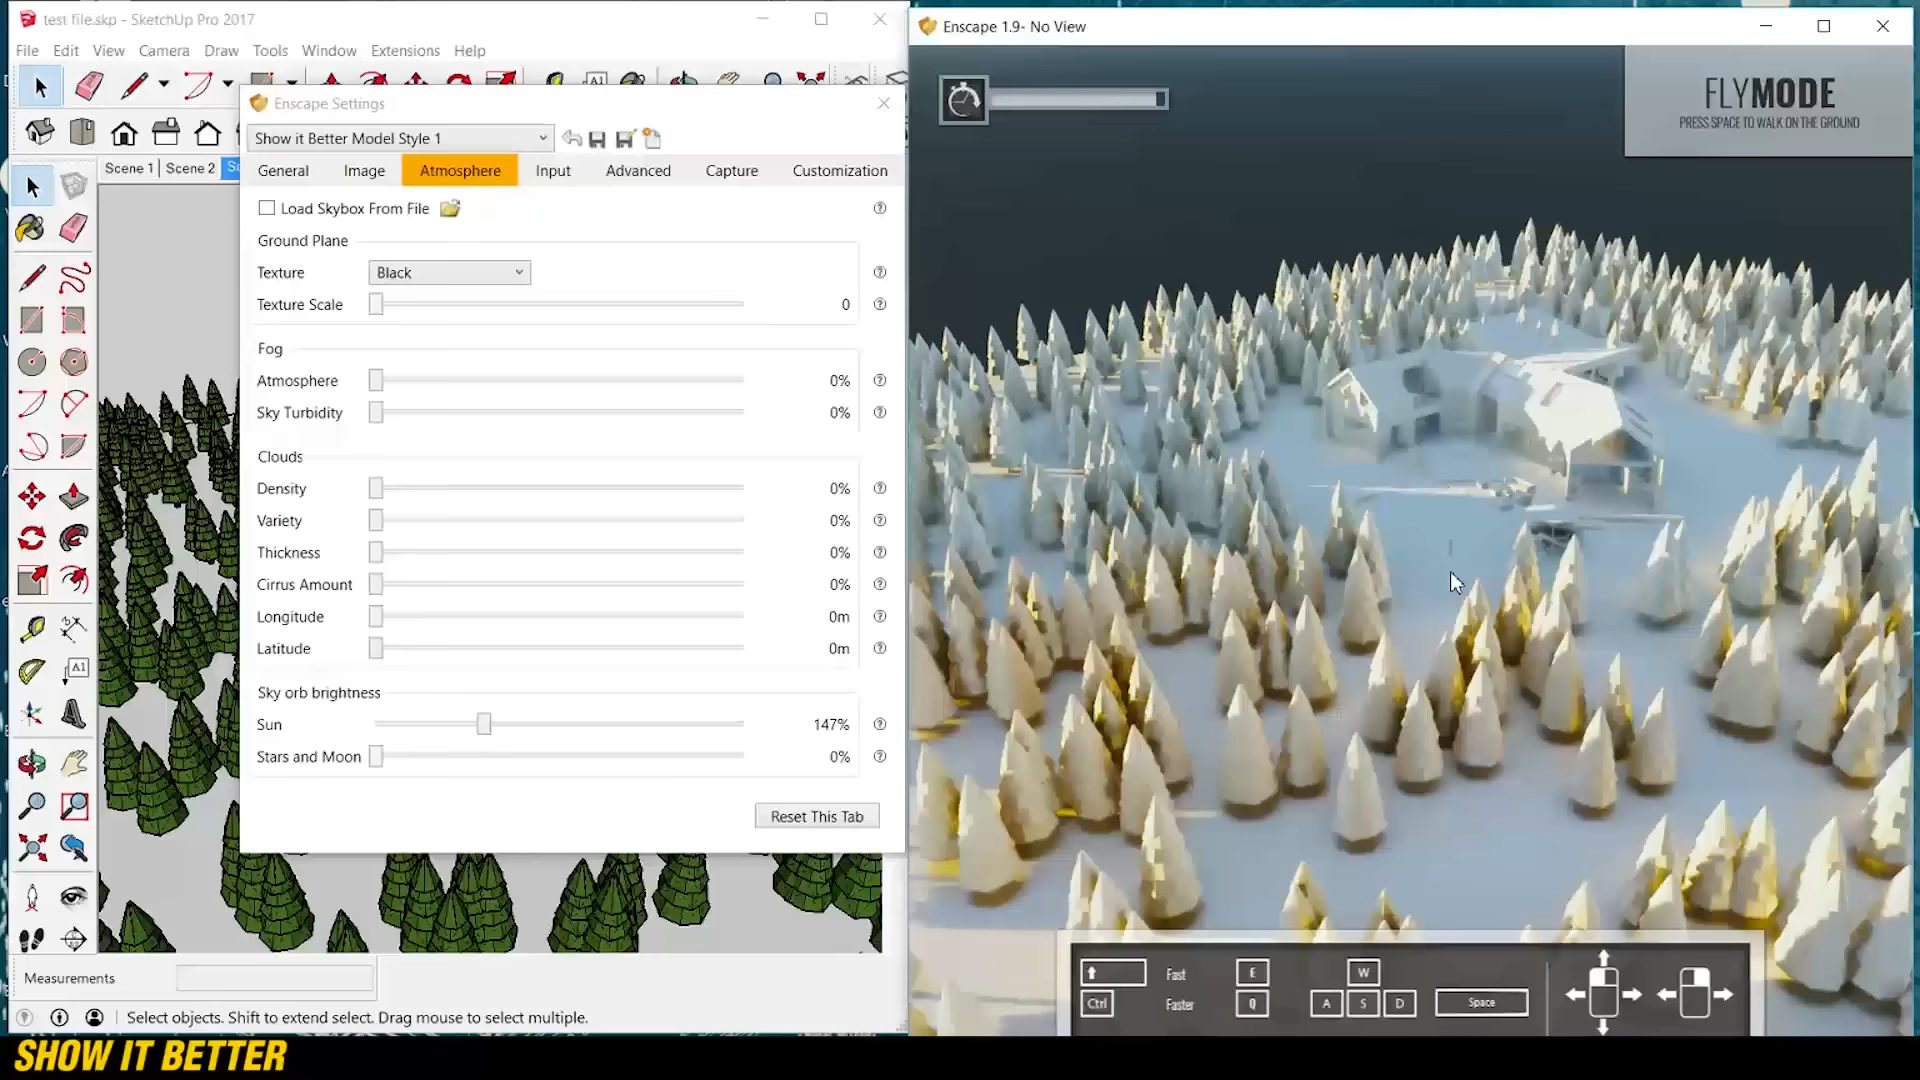 test file.skp - SketchUp Pro 2017
File Edit View Camera Draw Tools Window Extensions Help
A1
Scene 1 Scene 2 Sc
A1
Enscape Settings
Show it Better Model Style 1
General Image Atmosphere Input Advanced Capture Customization
Load Skybox From File
Ground Plane
Texture Black
Texture Scale 0
Fog
Atmosphere 0%
Sky Turbidity 0%
Clouds
Density 0%
Variety 0%
Thickness 0%
Cirrus Amount 0%
Longitude 0m
Latitude 0m
Sky orb brightness
Sun 147%
Stars and Moon 0%
Reset This Tab
Measurements
Select objects. Shift to extend select. Drag mouse to select multiple.
Enscape 1.9- No View
FLYMODE
PRESS SPACE TO WALK ON THE GROUND
Fast E W
Ctrl Faster Q A S D Space
SHOW IT BETTER